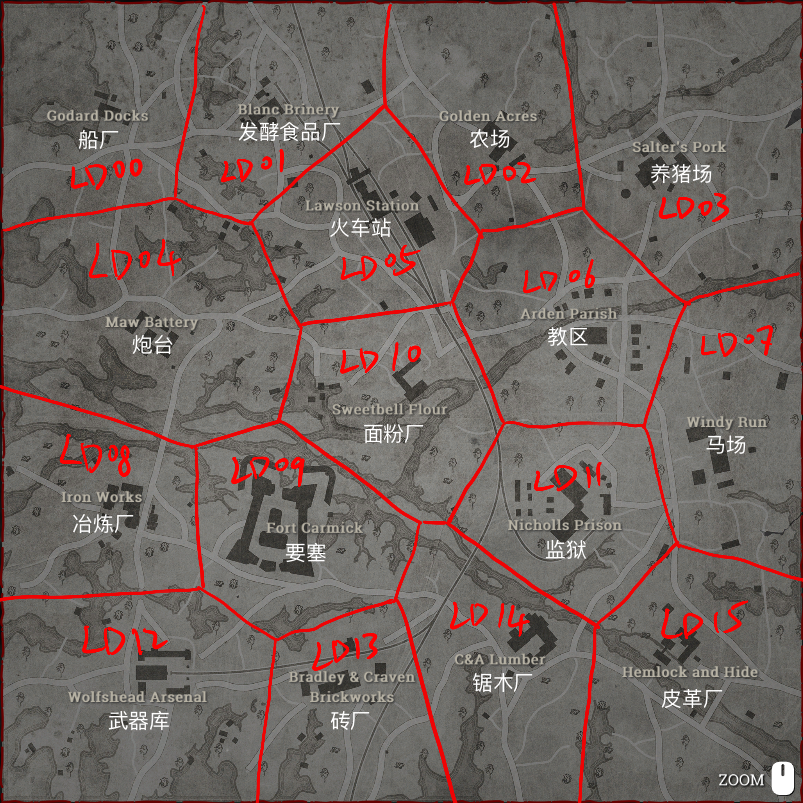 Godard Docks
船厂
LD00
Blanc Brinery
发酵食品厂
LD01
Golden Acres
农场
LD02
Salter's Pork
养猪场
LD03
Lawson Station
火车站
LD05
LD04
Maw Battery
炮台
LD06
Arden Parish
教区
LD07
Windy Run
马场
LD10
Sweetbell Flour
面粉厂
LD08
Iron Works
冶炼厂
LD09
Fort Carmick
要塞
LD11
Nicholls Prison
监狱
LD12
Wolfshead Arsenal
武器库
LD13
Bradley & Craven
Brickworks
砖厂
LD14
C&A Lumber
锯木厂
LD15
Hemlock and Hide
皮革厂
ZOOM